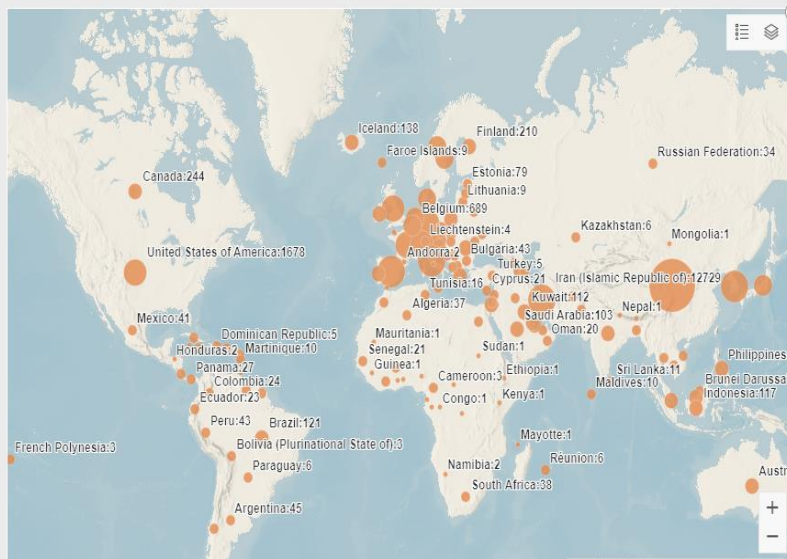 Iceland:138
Finland:210
Faroe Islands:9
Russian Federation:34
Canada:244
Estonia:79
Lithuania:9
Belgium:689
Liechtenstein:4
Kazakhstan:6
Mongolia:1
United States of America:1678
Andorra:2
Bulgaria:43
Turkey:5
Iran (Islamic Republic of):12729
Tunisia:16
Cyprus:21
Algeria:37
Kuwait:112
Nepal:1
Mexico:41
Saudi Arabia:103
Dominican Republic:5
Mauritania:1
Oman:20
Honduras:2
Martinique:10
Senegal:21
Sudan:1
Philippines
Panama:27
Guinea:1
Cameroon:3
Ethiopia:1
Sri Lanka:11
Colombia:24
Maldives:10
Brunei Darussa
Ecuador:23
Congo:1
Kenya:1
Indonesia:117
Peru:43
Brazil:121
Mayotte:1
French Polynesia:3
Bolivia (Plurinational State of):3
Réunion:6
Paraguay:6
Namibia:2
Austr
South Africa:38
Argentina:45